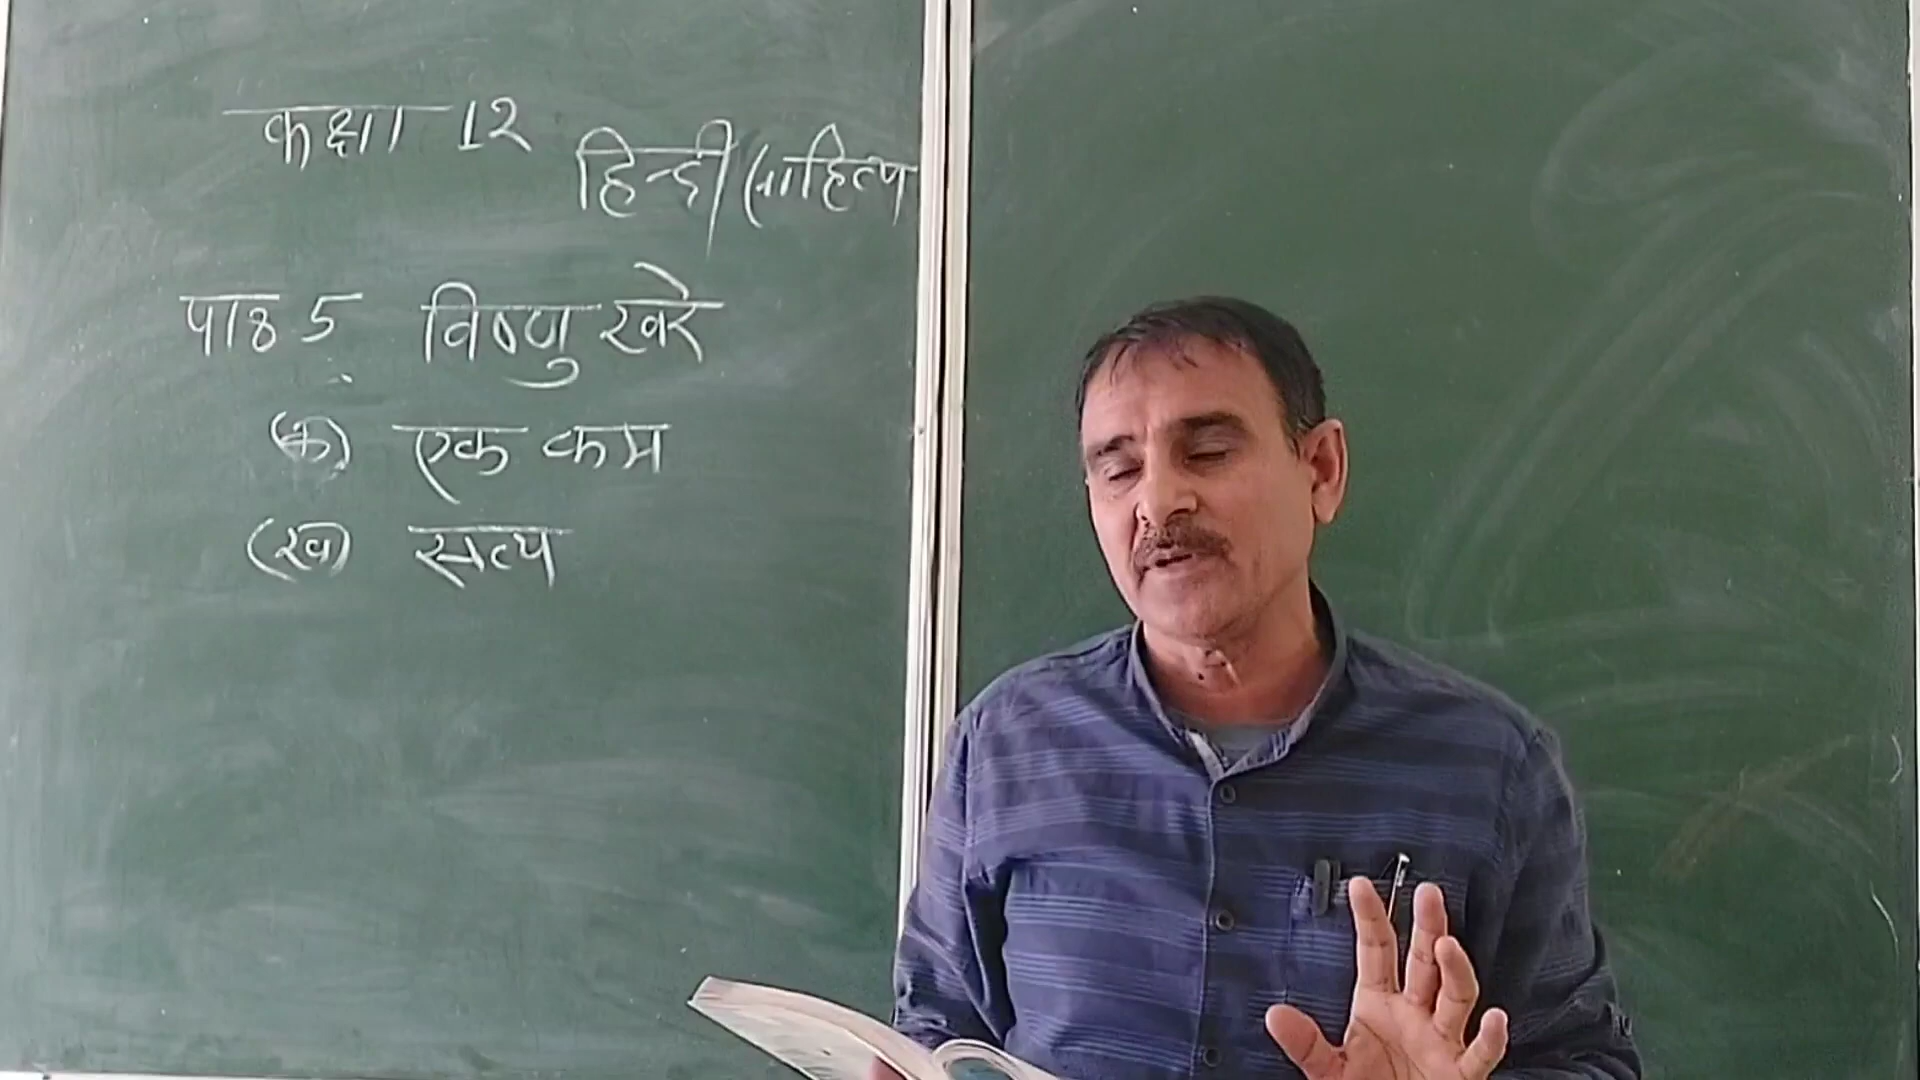 कक्षा 12
हिन्दी साहित्य
पाठ 5 विष्णु खरे
(क) एक कम
(ख) सत्य